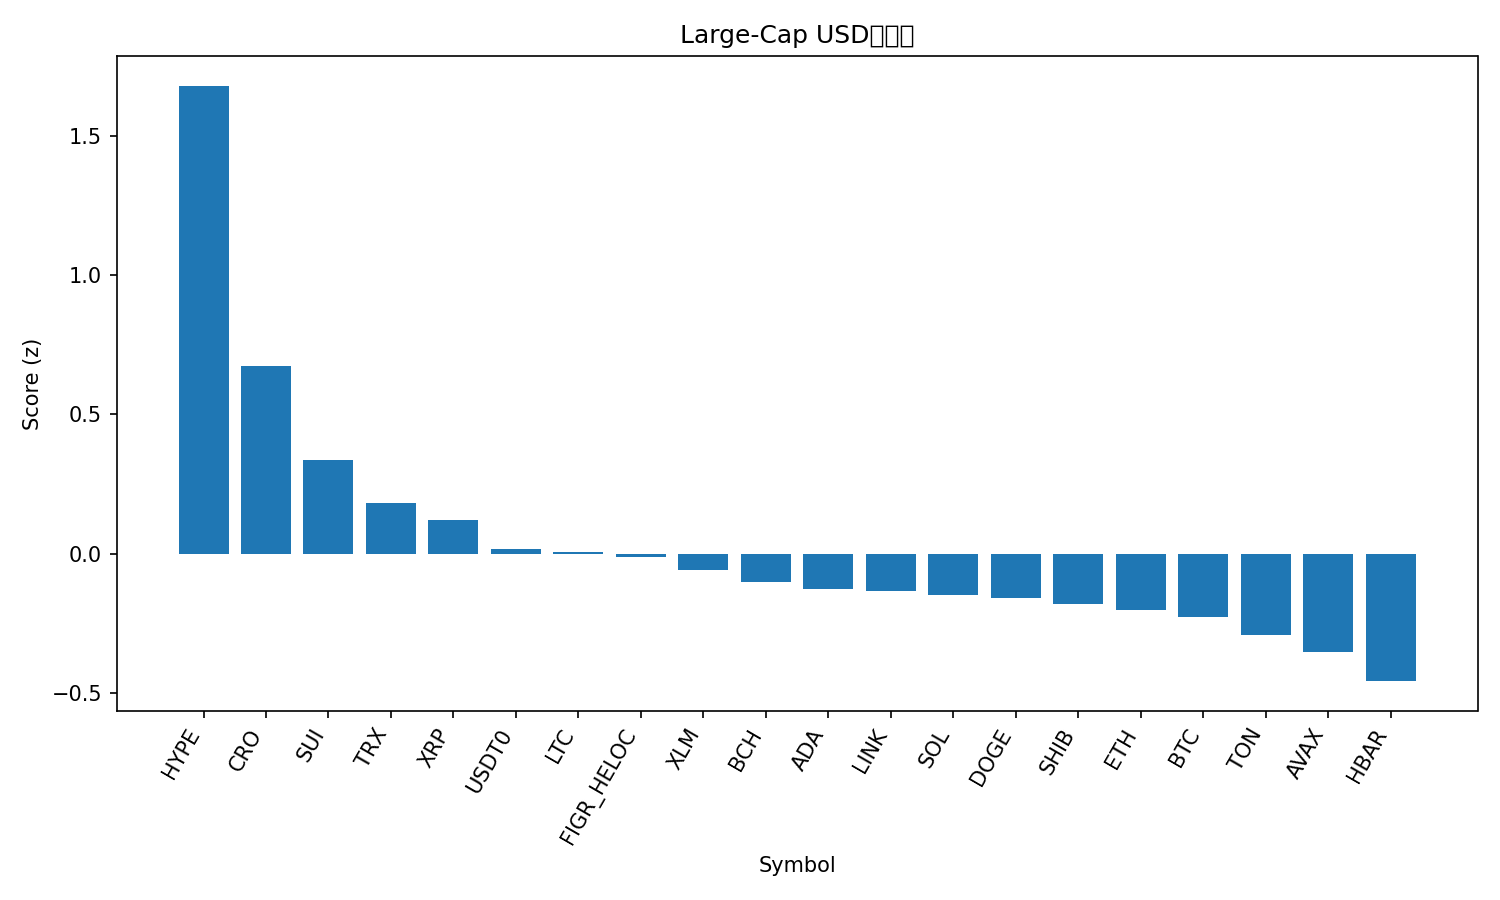 Large-Cap USD
Score (z)
1.5
1.0
0.5
0.0
−0.5
HYPE
CRO
SUI
TRX
XRP
USDT0
LTC
FIGR_HELOC
XLM
BCH
ADA
LINK
SOL
DOGE
SHIB
ETH
BTC
TON
AVAX
HBAR
Symbol